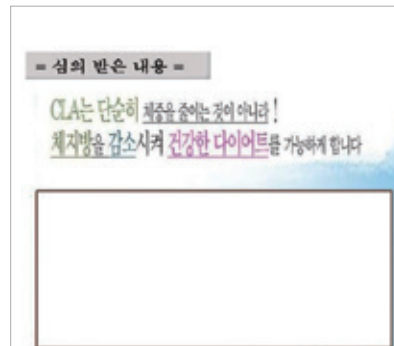 = 심의 받은 내용 =
CLA는 단순히 체중을 줄이는 것이 아니라 !
체지방을 감소시켜 건강한 다이어트를 가능하게 합니다